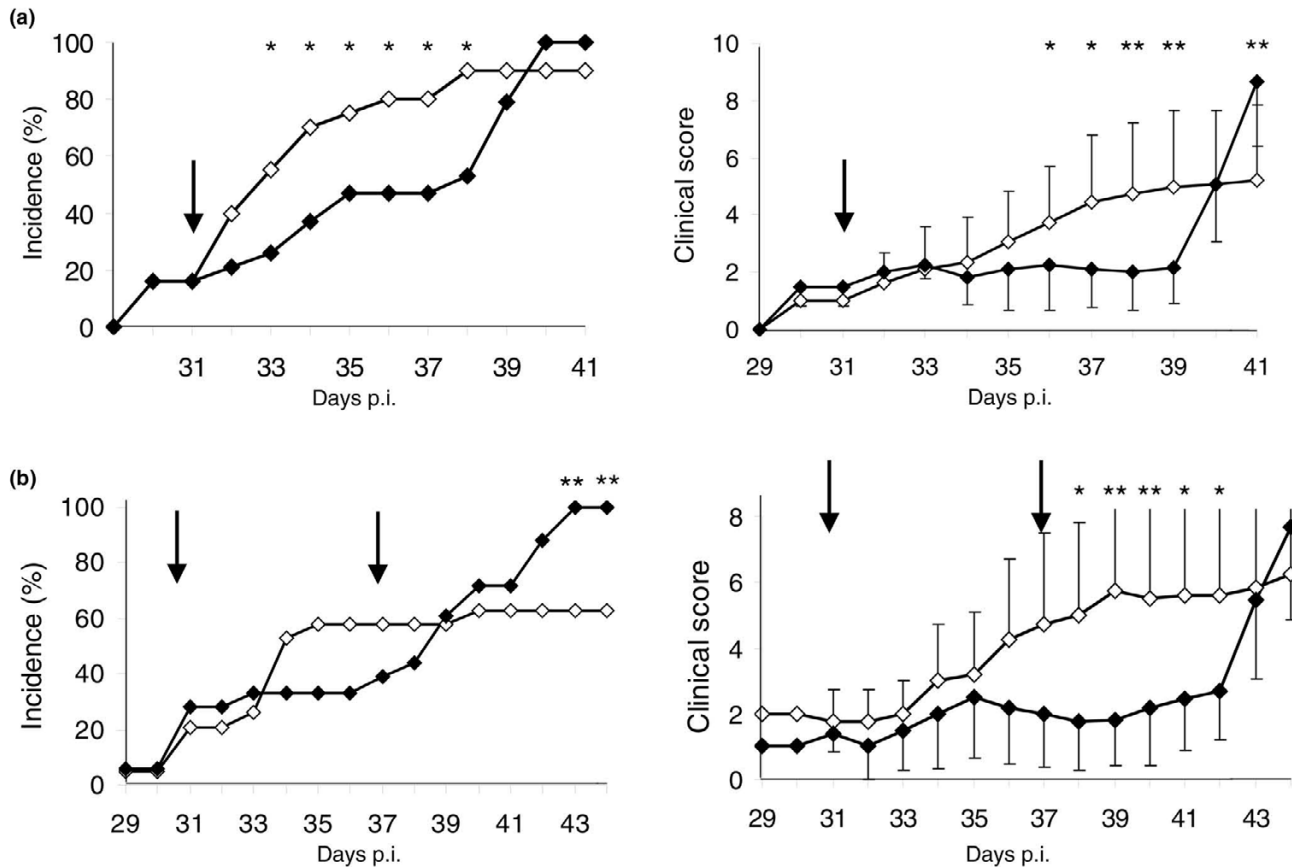 (a)
* * * * * *
100
80
60
40
20
0
Incidence (%)
31 33 35 37 39 41
Days p.i.
* * ** ** **
10
8
6
4
2
0
Clinical score
29 31 33 35 37 39 41
Days p.i.
(b)
** **
100
80
60
40
20
0
Incidence (%)
29 31 33 35 37 39 41 43
Days p.i.
* ** ** * *
8
6
4
2
0
Clinical score
29 31 33 35 37 39 41 43
Days p.i.